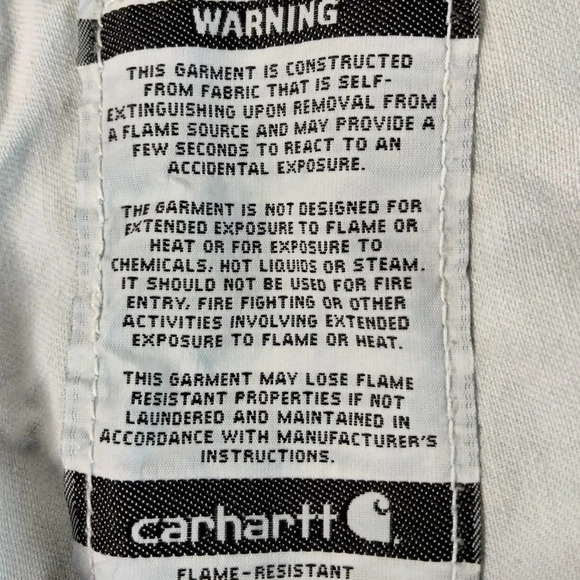 WARNING
THIS GARMENT IS CONSTRUCTED
FROM FABRIC THAT IS SELF-
EXTINGUISHING UPON REMOVAL FROM
A FLAME SOURCE AND MAY PROVIDE A
FEW SECONDS TO REACT TO AN
ACCIDENTAL EXPOSURE.
THE GARMENT IS NOT DESIGNED FOR
EXTENDED EXPOSURE TO FLAME OR
HEAT OR FOR EXPOSURE TO
CHEMICALS, HOT LIQUIDS OR STEAM.
IT SHOULD NOT BE USED FOR FIRE
ENTRY, FIRE FIGHTING OR OTHER
ACTIVITIES INVOLVING EXTENDED
EXPOSURE TO FLAME OR HEAT.
THIS GARMENT MAY LOSE FLAME
RESISTANT PROPERTIES IF NOT
LAUNDERED AND MAINTAINED IN
ACCORDANCE WITH MANUFACTURER'S
INSTRUCTIONS.
carhartt
FLAME-RESISTANT